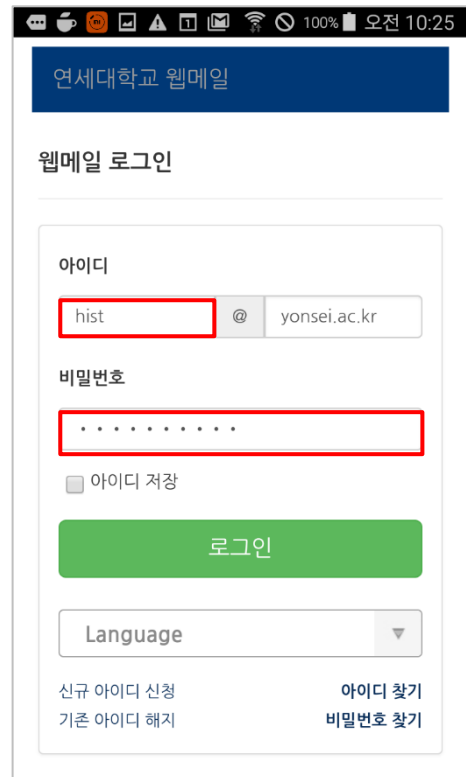 100% 오전 10:25
연세대학교 웹메일
웹메일 로그인
아이디
hist @ yonsei.ac.kr
비밀번호
아이디 저장
로그인
Language
신규 아이디 신청 아이디 찾기
기존 아이디 해지 비밀번호 찾기